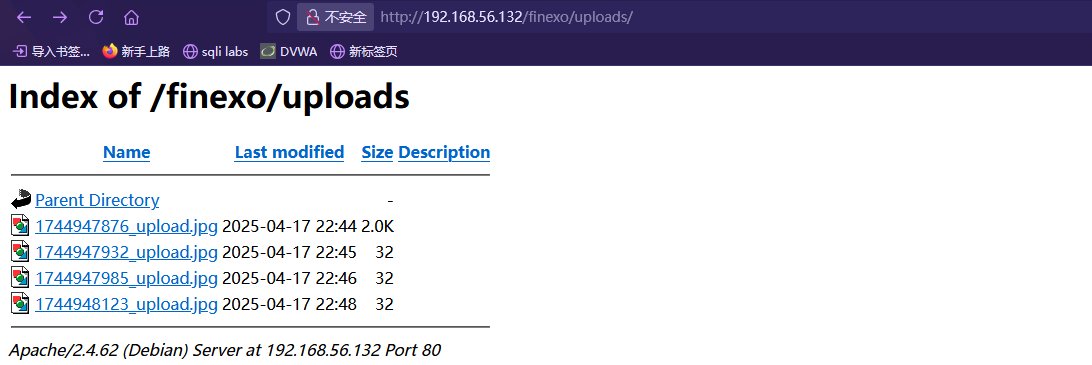 不安全 http://192.168.56.132/finexo/uploads/
导入书签... 新手上路 sqli labs DVWA 新标签页
Index of /finexo/uploads
Name Last modified Size Description
Parent Directory -
1744947876_upload.jpg 2025-04-17 22:44 2.0K
1744947932_upload.jpg 2025-04-17 22:45 32
1744947985_upload.jpg 2025-04-17 22:46 32
1744948123_upload.jpg 2025-04-17 22:48 32
Apache/2.4.62 (Debian) Server at 192.168.56.132 Port 80